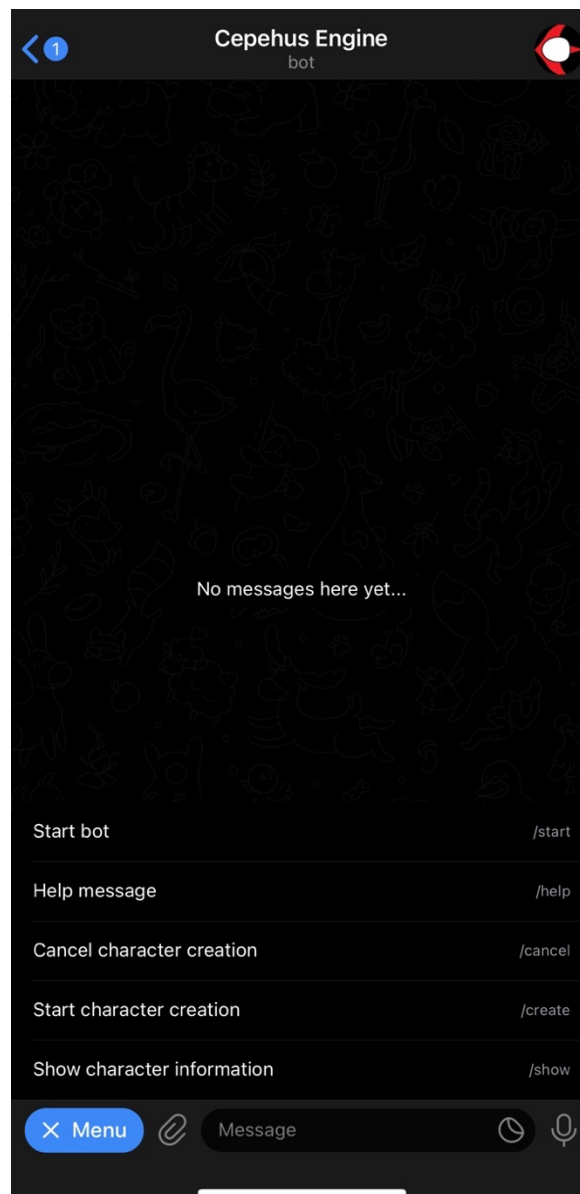 1
Cepehus Engine
bot
No messages here yet...
Start bot /start
Help message /help
Cancel character creation /cancel
Start character creation /create
Show character information /show
Menu Message